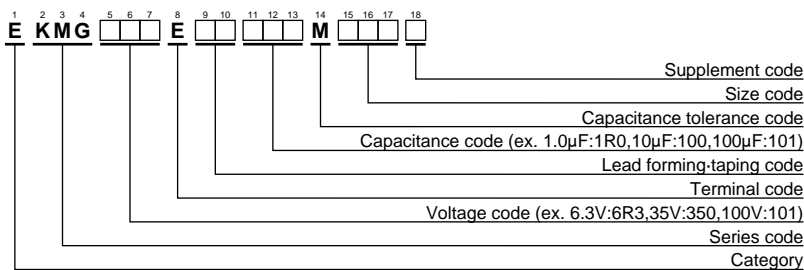 1 2 3 4 5 6 7 8 9 10 11 12 13 14 15 16 17 18
E KMG □□□ E □□ □□□ M □□□ □
Supplement code
Size code
Capacitance tolerance code
Capacitance code (ex. 1.0µF:1R0,10µF:100,100µF:101)
Lead forming·taping code
Terminal code
Voltage code (ex. 6.3V:6R3,35V:350,100V:101)
Series code
Category